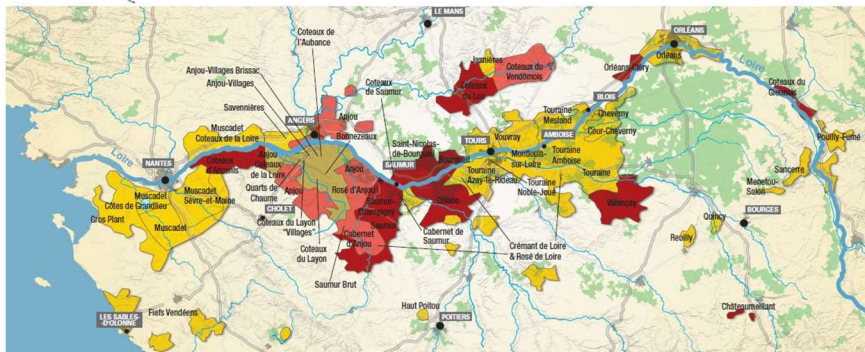 LE MANS
Coteaux de
l'Aubance
Anjou-Villages Brissac
Anjou-Villages
Savennières
ANGERS
Anjou
Bonnezeaux
Coteaux
de Saumur
Jasnières
Coteaux du
Vendômois
Coteaux
du Loir
ORLÉANS
Orléans
Orléans-Cléry
Loire
Coteaux du
Giennois
Muscadet
Coteaux de la Loire
Loire
NANTES
Coteaux
d'Ancenis
Anjou
Coteaux
de la Loire
Saint-Nicolas-
de-Bourgueil
Bourgueil
SAUMUR
TOURS
Vouvray
Montlouis-
sur-Loire
AMBOISE
BLOIS
Touraine
Mesland
Cheverny
Cour-Cheverny
Touraine
Amboise
Touraine
Pouilly-Fumé
Sancerre
Menetou-
Salon
Muscadet
Côtes de Grandlieu
Gros Plant
Muscadet
Sèvre-et-Maine
Muscadet
Quarts de
Chaume
Anjou
CHOLET
Anjou
Rosé d'Anjou
Saumur-
Champigny
Saumur
Cabernet
d'Anjou
Chinon
Touraine
Azay-le-Rideau
Touraine
Noble-Joué
Valençay
Quincy
Reuilly
BOURGES
Coteaux du Layon
"Villages"
Coteaux
du Layon
Saumur Brut
Cabernet de
Saumur
Crémant de Loire
& Rosé de Loire
Haut Poitou
POITIERS
Châteaumeillant
LES SABLES-
-D'OLONNE
Fiefs Vendéens